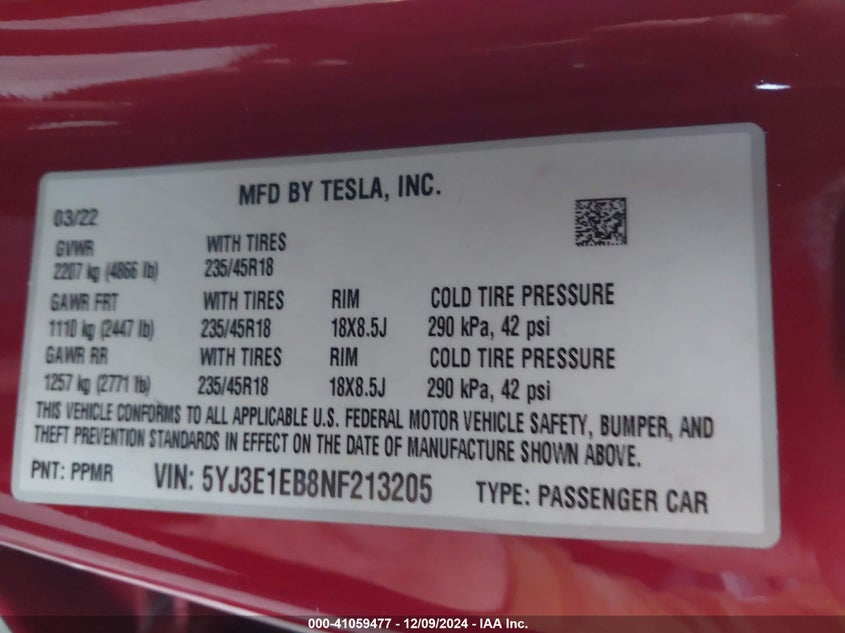 MFD BY TESLA, INC.
03/22
GVWR WITH TIRES
2207 kg (4866 lb) 235/45R18
GAWR FRT WITH TIRES RIM COLD TIRE PRESSURE
1110 kg (2447 lb) 235/45R18 18X8.5J 290 kPa, 42 psi
GAWR RR WITH TIRES RIM COLD TIRE PRESSURE
1257 kg (2771 lb) 235/45R18 18X8.5J 290 kPa, 42 psi
THIS VEHICLE CONFORMS TO ALL APPLICABLE U.S. FEDERAL MOTOR VEHICLE SAFETY, BUMPER, AND
THEFT PREVENTION STANDARDS IN EFFECT ON THE DATE OF MANUFACTURE SHOWN ABOVE.
PNT: PPMR VIN: 5YJ3E1EB8NF213205 TYPE: PASSENGER CAR
000-41059477 - 12/09/2024 - IAA Inc.